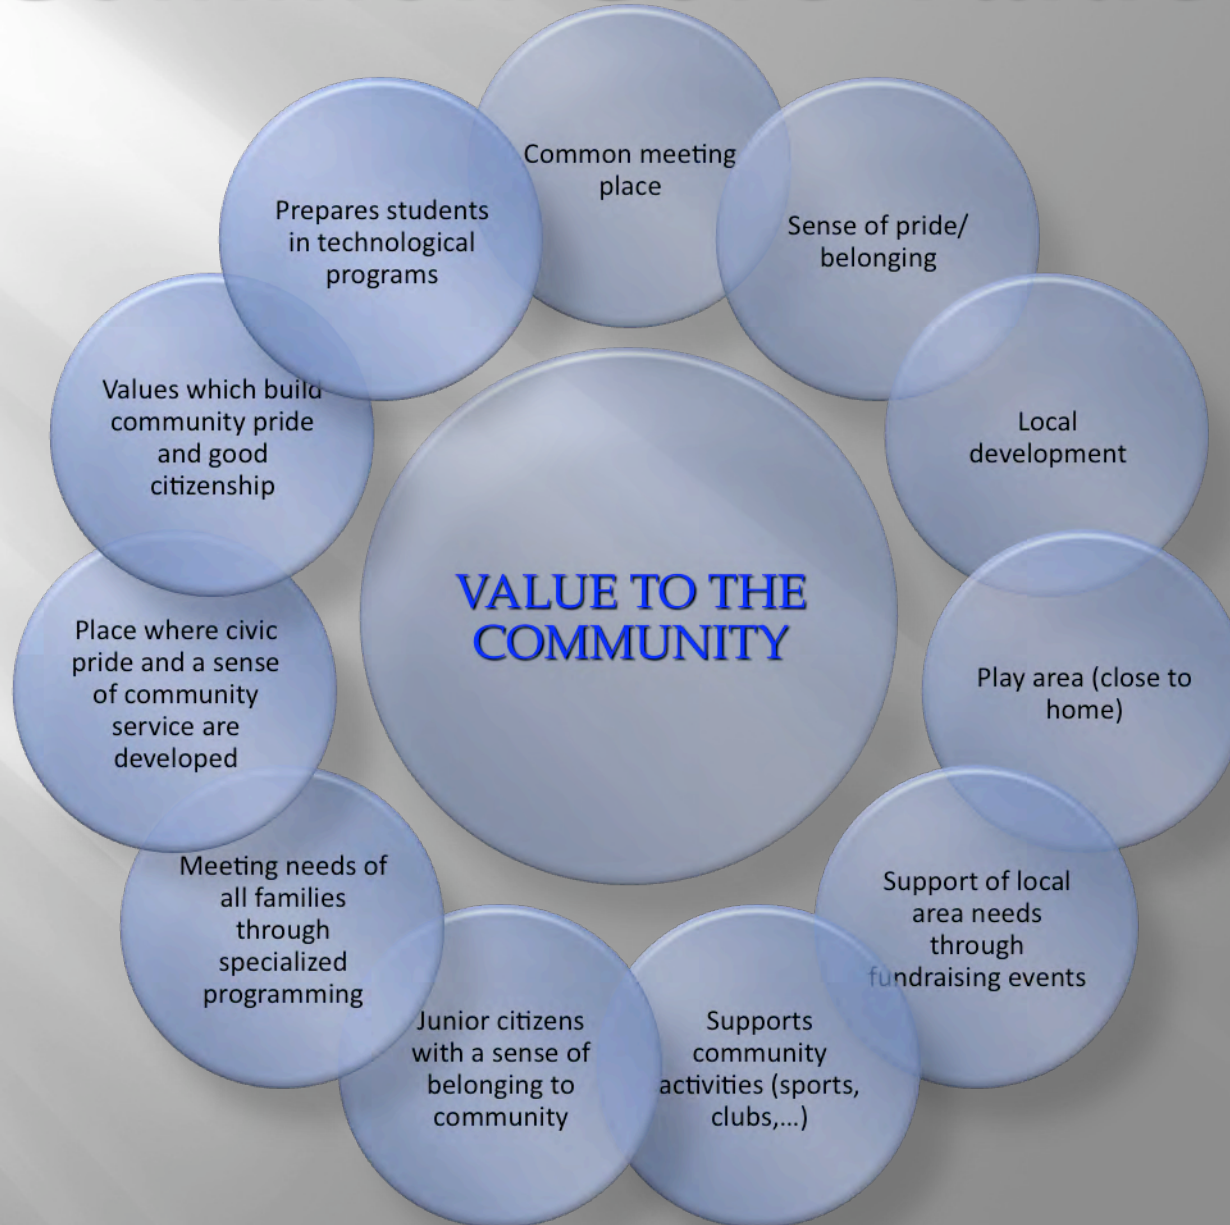 VALUE TO THE
COMMUNITY
Common meeting
place
Sense of pride/
belonging
Local
development
Play area (close to
home)
Support of local
area needs
through
fundraising events
Supports
community
activities (sports,
clubs,...)
Junior citizens
with a sense of
belonging to
community
Meeting needs of
all families
through
specialized
programming
Place where civic
pride and a sense
of community
service are
developed
Values which build
community pride
and good
citizenship
Prepares students
in technological
programs